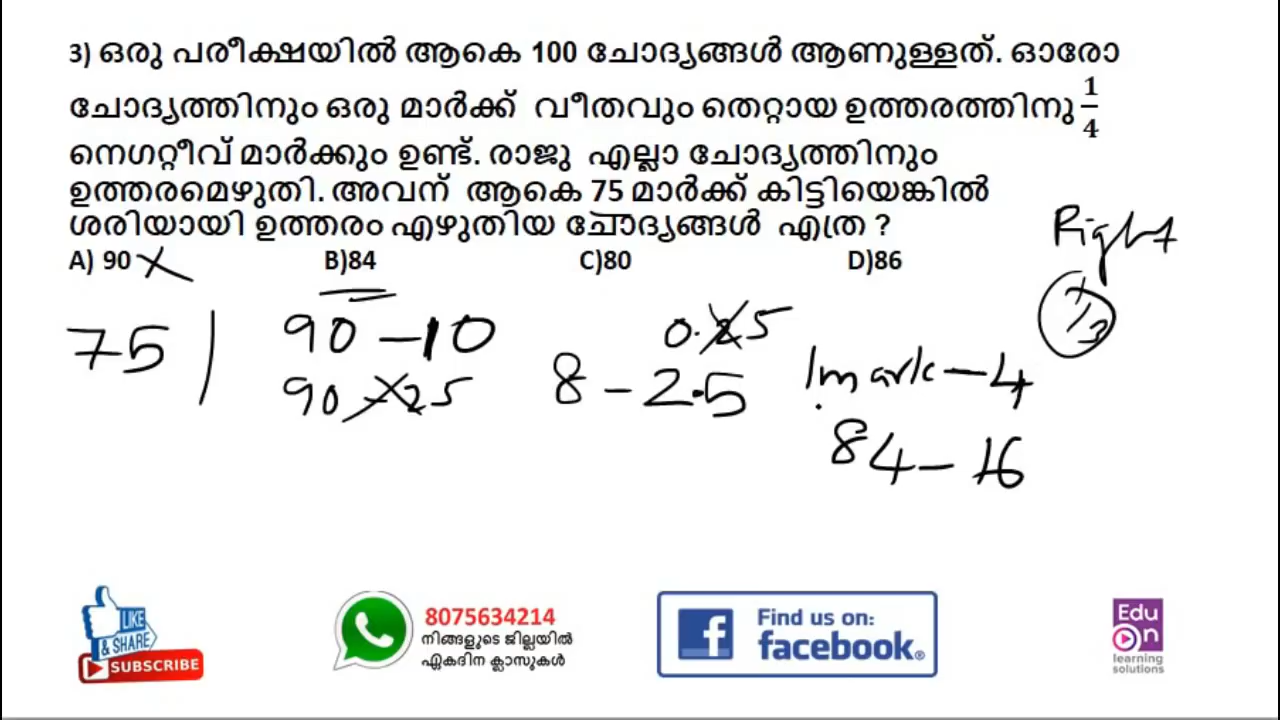 3) ഒരു പരീക്ഷയിൽ ആകെ 100 ചോദ്യങ്ങൾ ആണുള്ളത്. ഓരോ
ചോദ്യത്തിനും ഒരു മാർക്ക് വീതവും തെറ്റായ ഉത്തരത്തിനു 1/4
നെഗറ്റീവ് മാർക്കും ഉണ്ട്. രാജു എല്ലാ ചോദ്യത്തിനും
ഉത്തരമെഴുതി. അവന് ആകെ 75 മാർക്ക് കിട്ടിയെങ്കിൽ
ശരിയായി ഉത്തരം എഴുതിയ ചോദ്യങ്ങൾ എത്ര ?
A) 90 B)84 C)80 D)86
Right
75 90 - 10 0.25
90 - 25 8 - 2.5 1mark - 4
84 - 16
LIKE & SHARE
SUBSCRIBE
8075634214
നിങ്ങളുടെ ജില്ലയിൽ
ഏകദിന ക്ലാസുകൾ
f Find us on:
facebook®
Edu
On
learning
solutions